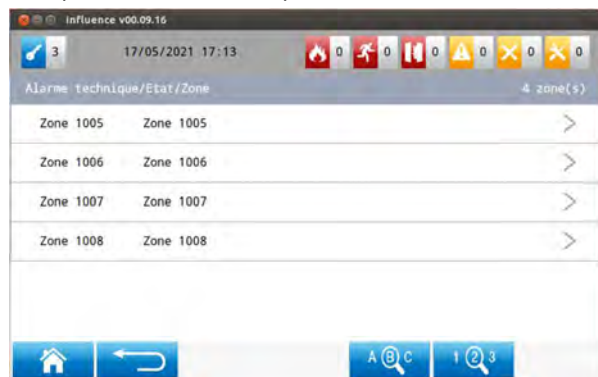 Influence v00.09.16
3 17/05/2021 17:13 0 0 0 0 0 0
Alarme technique/Etat/Zone 4 zone(s)
Zone 1005 Zone 1005
Zone 1006 Zone 1006
Zone 1007 Zone 1007
Zone 1008 Zone 1008
A B C 1 2 3